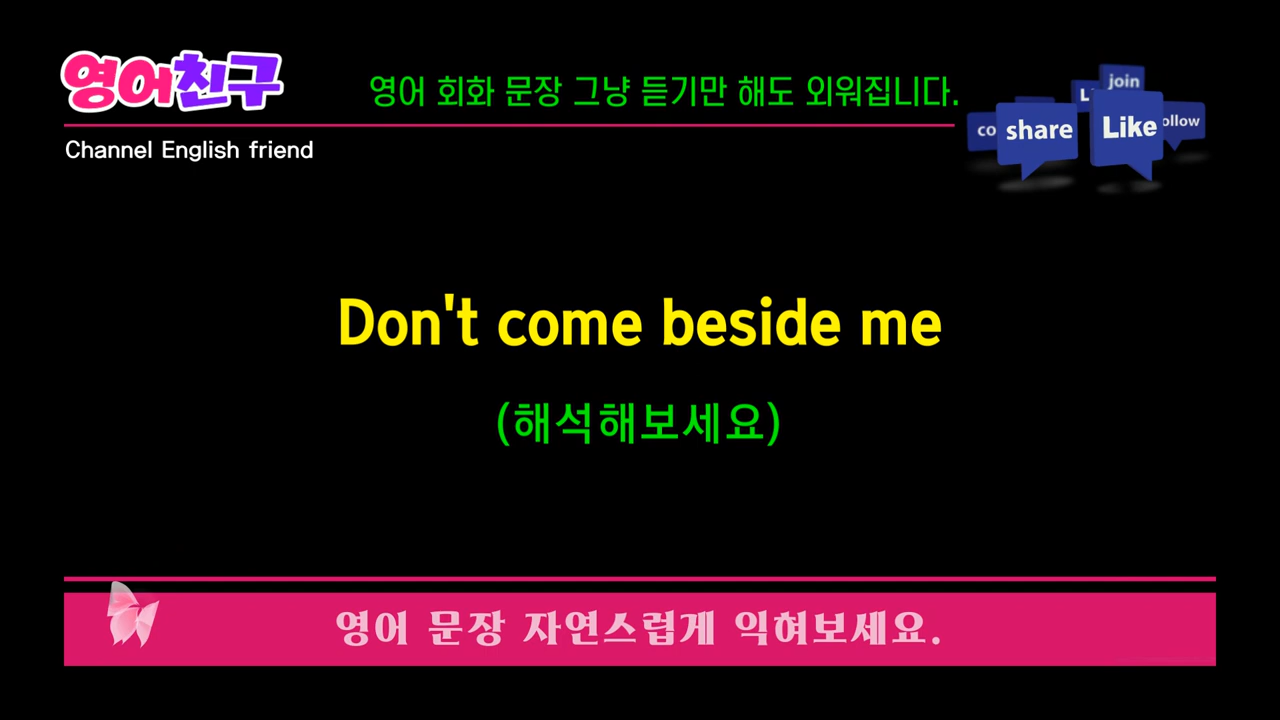 영어친구
영어 회화 문장 그냥 듣기만 해도 외워집니다.
join
share
Like
Channel English friend
Don't come beside me
(해석해보세요)
영어 문장 자연스럽게 익혀보세요.